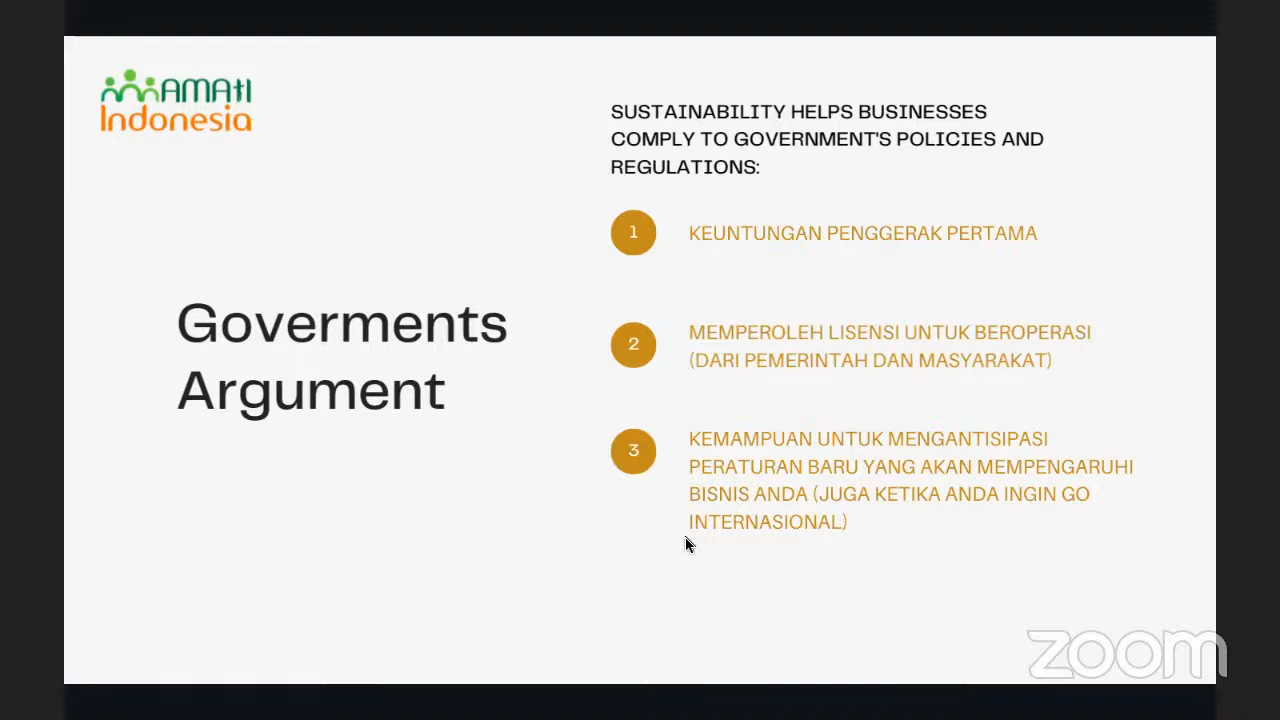 AMATI
Indonesia
SUSTAINABILITY HELPS BUSINESSES
COMPLY TO GOVERNMENT'S POLICIES AND
REGULATIONS:
1
KEUNTUNGAN PENGGERAK PERTAMA
Goverments
Argument
2
MEMPEROLEH LISENSI UNTUK BEROPERASI
(DARI PEMERINTAH DAN MASYARAKAT)
3
KEMAMPUAN UNTUK MENGANTISIPASI
PERATURAN BARU YANG AKAN MEMPENGARUHI
BISNIS ANDA (JUGA KETIKA ANDA INGIN GO
INTERNASIONAL)
zoom